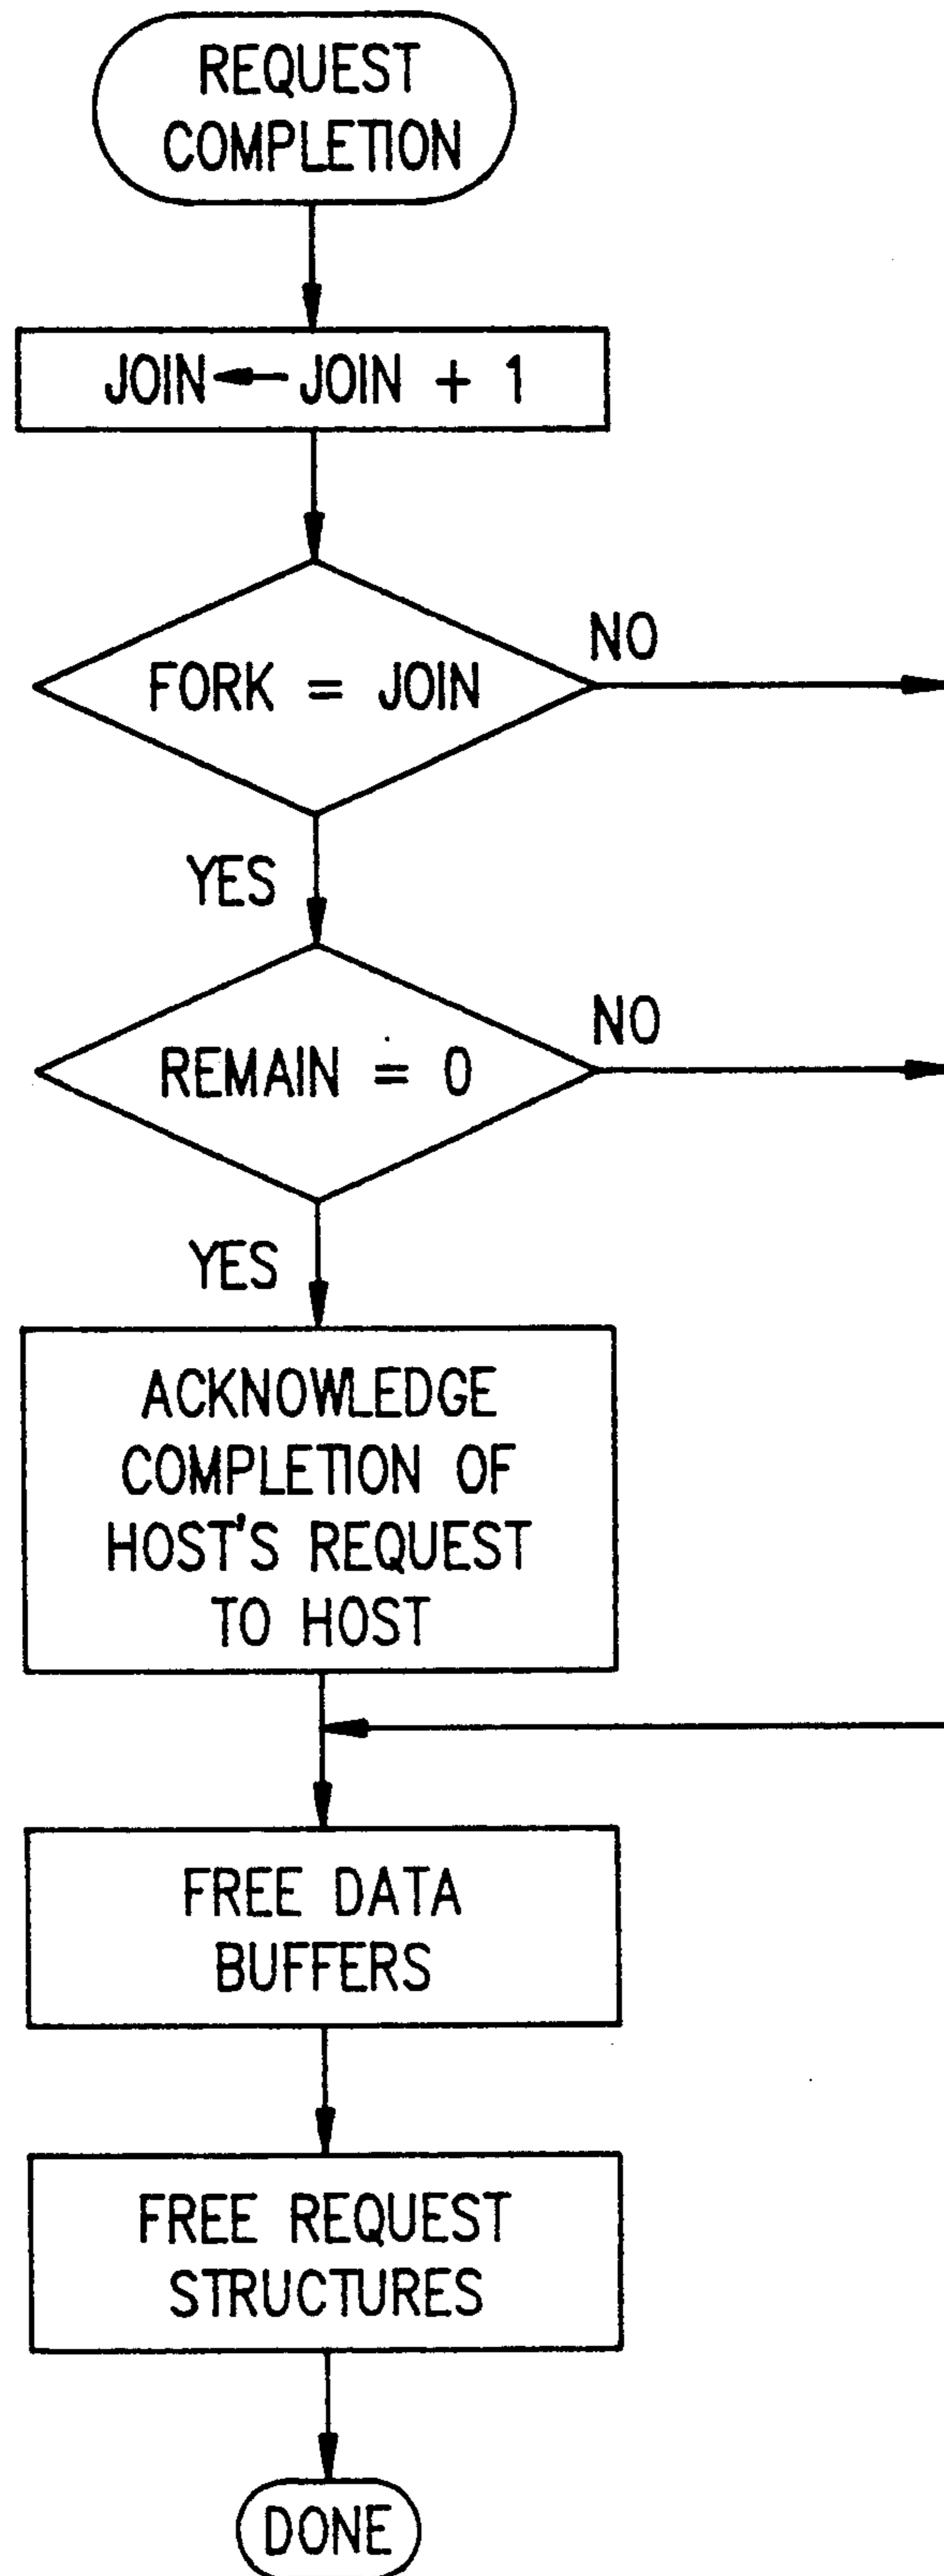 REQUEST
COMPLETION
JOIN ← JOIN + 1
FORK = JOIN
NO
YES
REMAIN = 0
NO
YES
ACKNOWLEDGE
COMPLETION OF
HOST'S REQUEST
TO HOST
FREE DATA
BUFFERS
FREE REQUEST
STRUCTURES
DONE